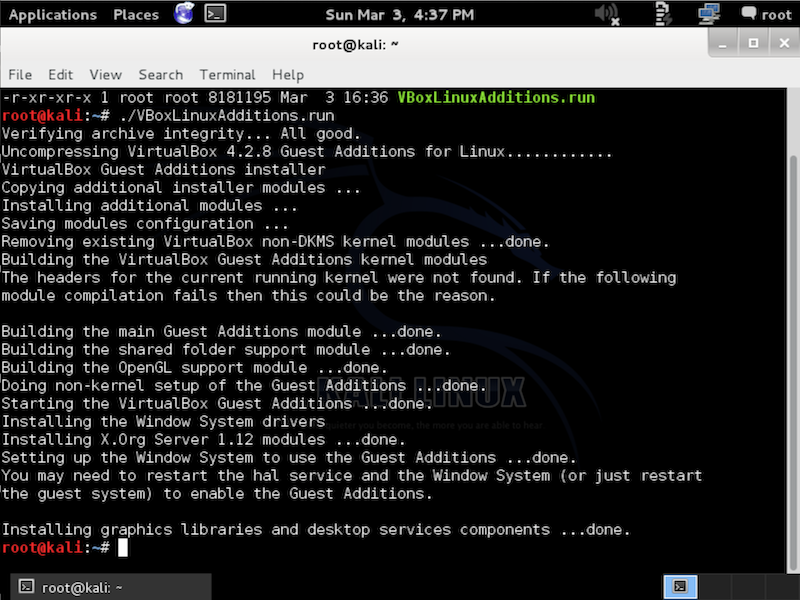 Applications Places Sun Mar 3, 4:37 PM root
root@kali: ~
File Edit View Search Terminal Help
-r-xr-xr-x 1 root root 8181195 Mar  3 16:36 VBoxLinuxAdditions.run
root@kali:~# ./VBoxLinuxAdditions.run
Verifying archive integrity... All good.
Uncompressing VirtualBox 4.2.8 Guest Additions for Linux............
VirtualBox Guest Additions installer
Copying additional installer modules ...
Installing additional modules ...
Saving modules configuration ...
Removing existing VirtualBox non-DKMS kernel modules ...done.
Building the VirtualBox Guest Additions kernel modules
The headers for the current running kernel were not found. If the following
module compilation fails then this could be the reason.
Building the main Guest Additions module ...done.
Building the shared folder support module ...done.
Building the OpenGL support module ...done.
Doing non-kernel setup of the Guest Additions ...done.
KALI LINUX
Starting the VirtualBox Guest Additions ...done.
Installing the Window System drivers
the more you are able to hear
Installing X.Org Server 1.12 modules ...done.
Setting up the Window System to use the Guest Additions ...done.
You may need to restart the hal service and the Window System (or just restart
the guest system) to enable the Guest Additions.
Installing graphics libraries and desktop services components ...done.
root@kali:~#
root@kali: ~